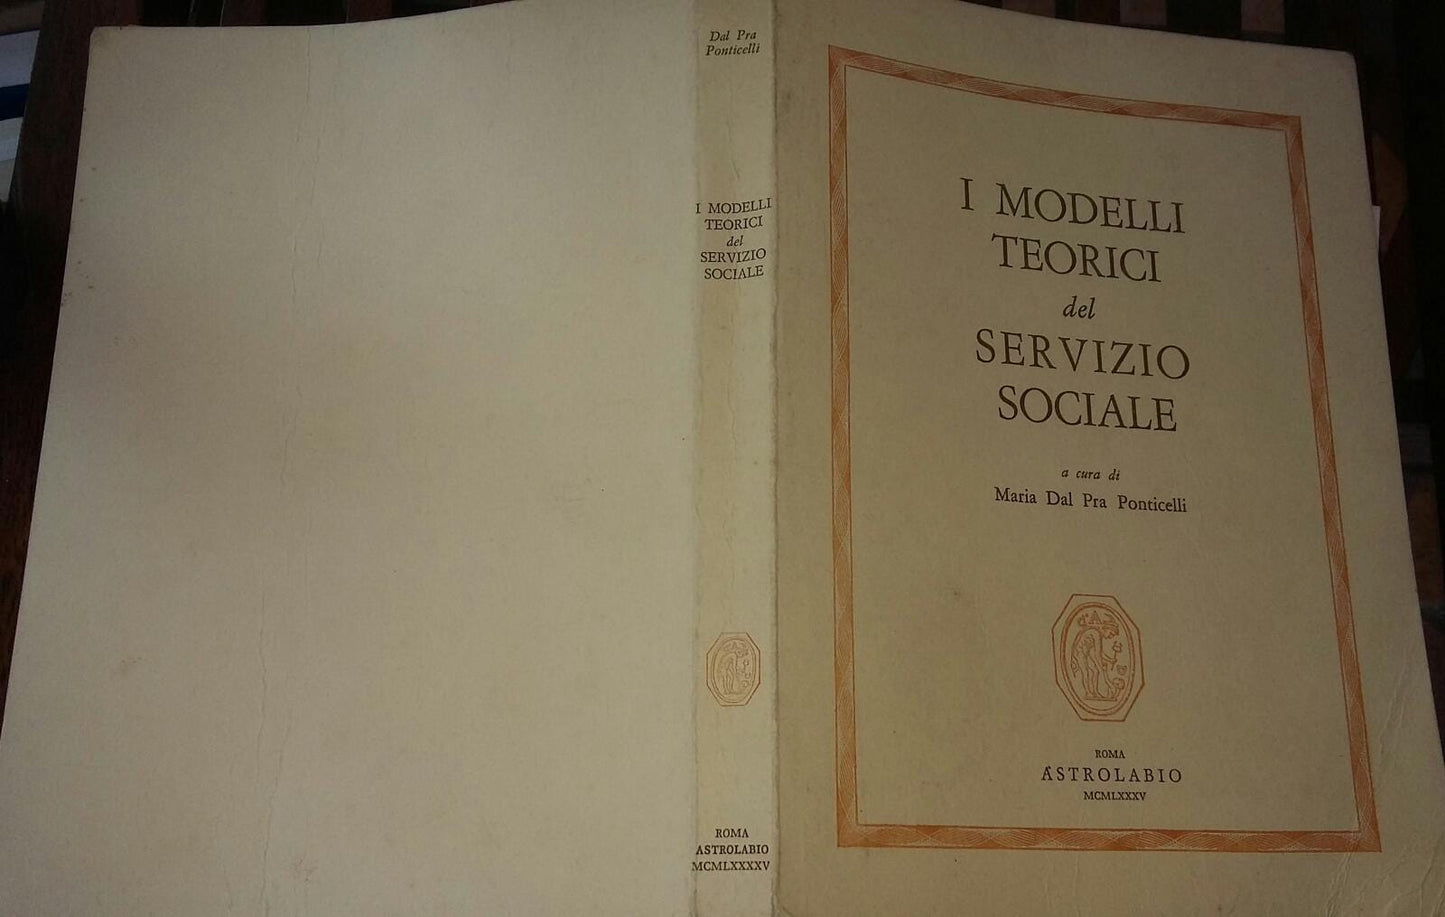 Dal Pra
Ponticelli
I MODELLI
TEORICI
del
SERVIZIO
SOCIALE
ROMA
ASTROLABIO
MCMLXXXXV
I MODELLI
TEORICI
del
SERVIZIO
SOCIALE
a cura di
Maria Dal Pra Ponticelli
ROMA
ASTROLABIO
MCMLXXXV